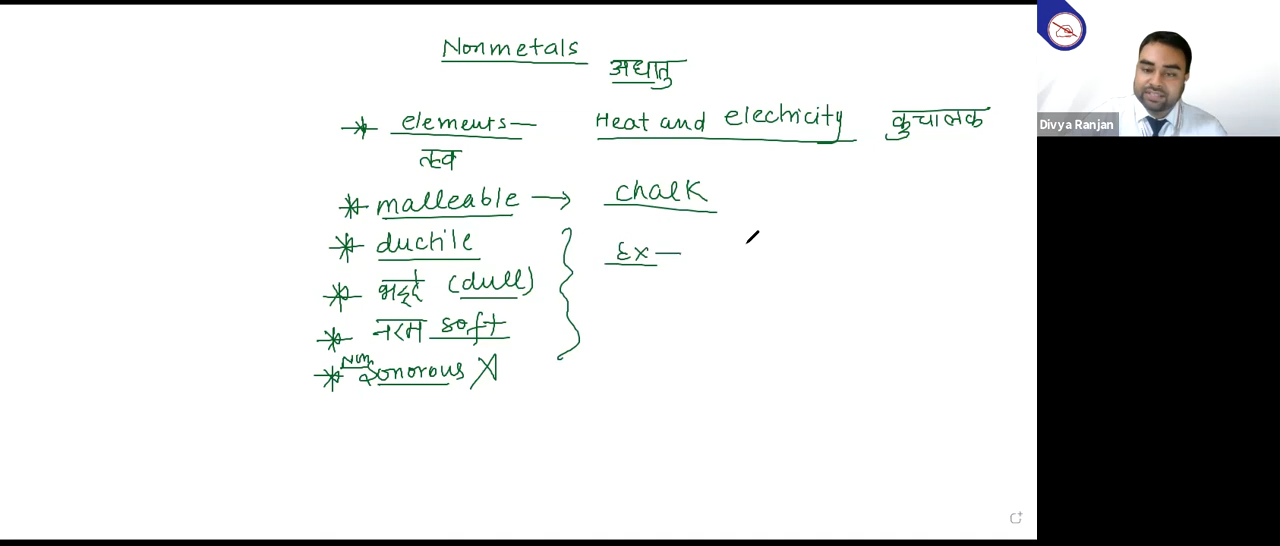 Nonmetals
अधातु
* elements— Heat and electricity कुचालक
तत्व
* malleable → chalk
* ductile
Ex —
* भद्दे (dull)
* नरम soft
* Non Sonorous X
Divya Ranjan